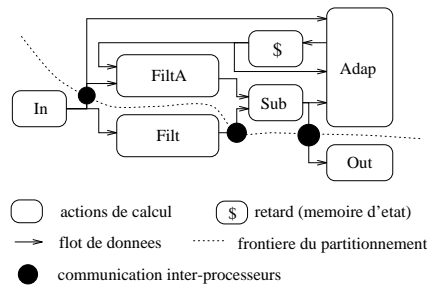 $
FiltA
Adap
In
Sub
Filt
Out
actions de calcul
$ retard (memoire d'etat)
flot de donnees
frontiere du partitionnement
communication inter-processeurs